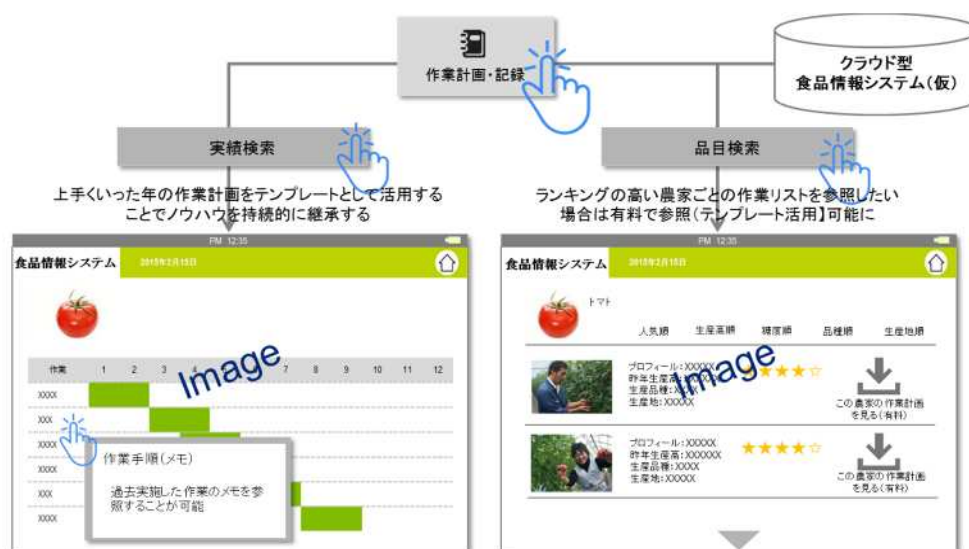 作業計画・記録
クラウド型
食品情報システム(仮)
実績検索
品目検索
上手くいった年の作業計画をテンプレートとして活用する
ことでノウハウを持続的に継承する
ランキングの高い農家ごとの作業リストを参照したい
場合は有料で参照(テンプレート活用】可能に
PM 12:35
食品情報システム 2015年2月15日
作業 1 2 3 4 7 8 9 10 11 12
Image
XXXX
XXX
XXXX
XXXX
XXX
XXXX
作業手順(メモ)
過去実施した作業のメモを参
照することが可能
PM 12:35
食品情報システム 2015年2月15日
トマト
人気順 生産高順 糖度順 品種順 生産地順
Image
プロフィール:XXXXX
昨年生産高:XXXXXX
生産品種:XXXX
生産地:XXXXX
★★★★☆
この農家の作業計画
を見る(有料)
プロフィール:XXXXX
昨年生産高:XXXXXX
生産品種:XXXX
生産地:XXXXX
★★★★☆
この農家の作業計画
を見る(有料)